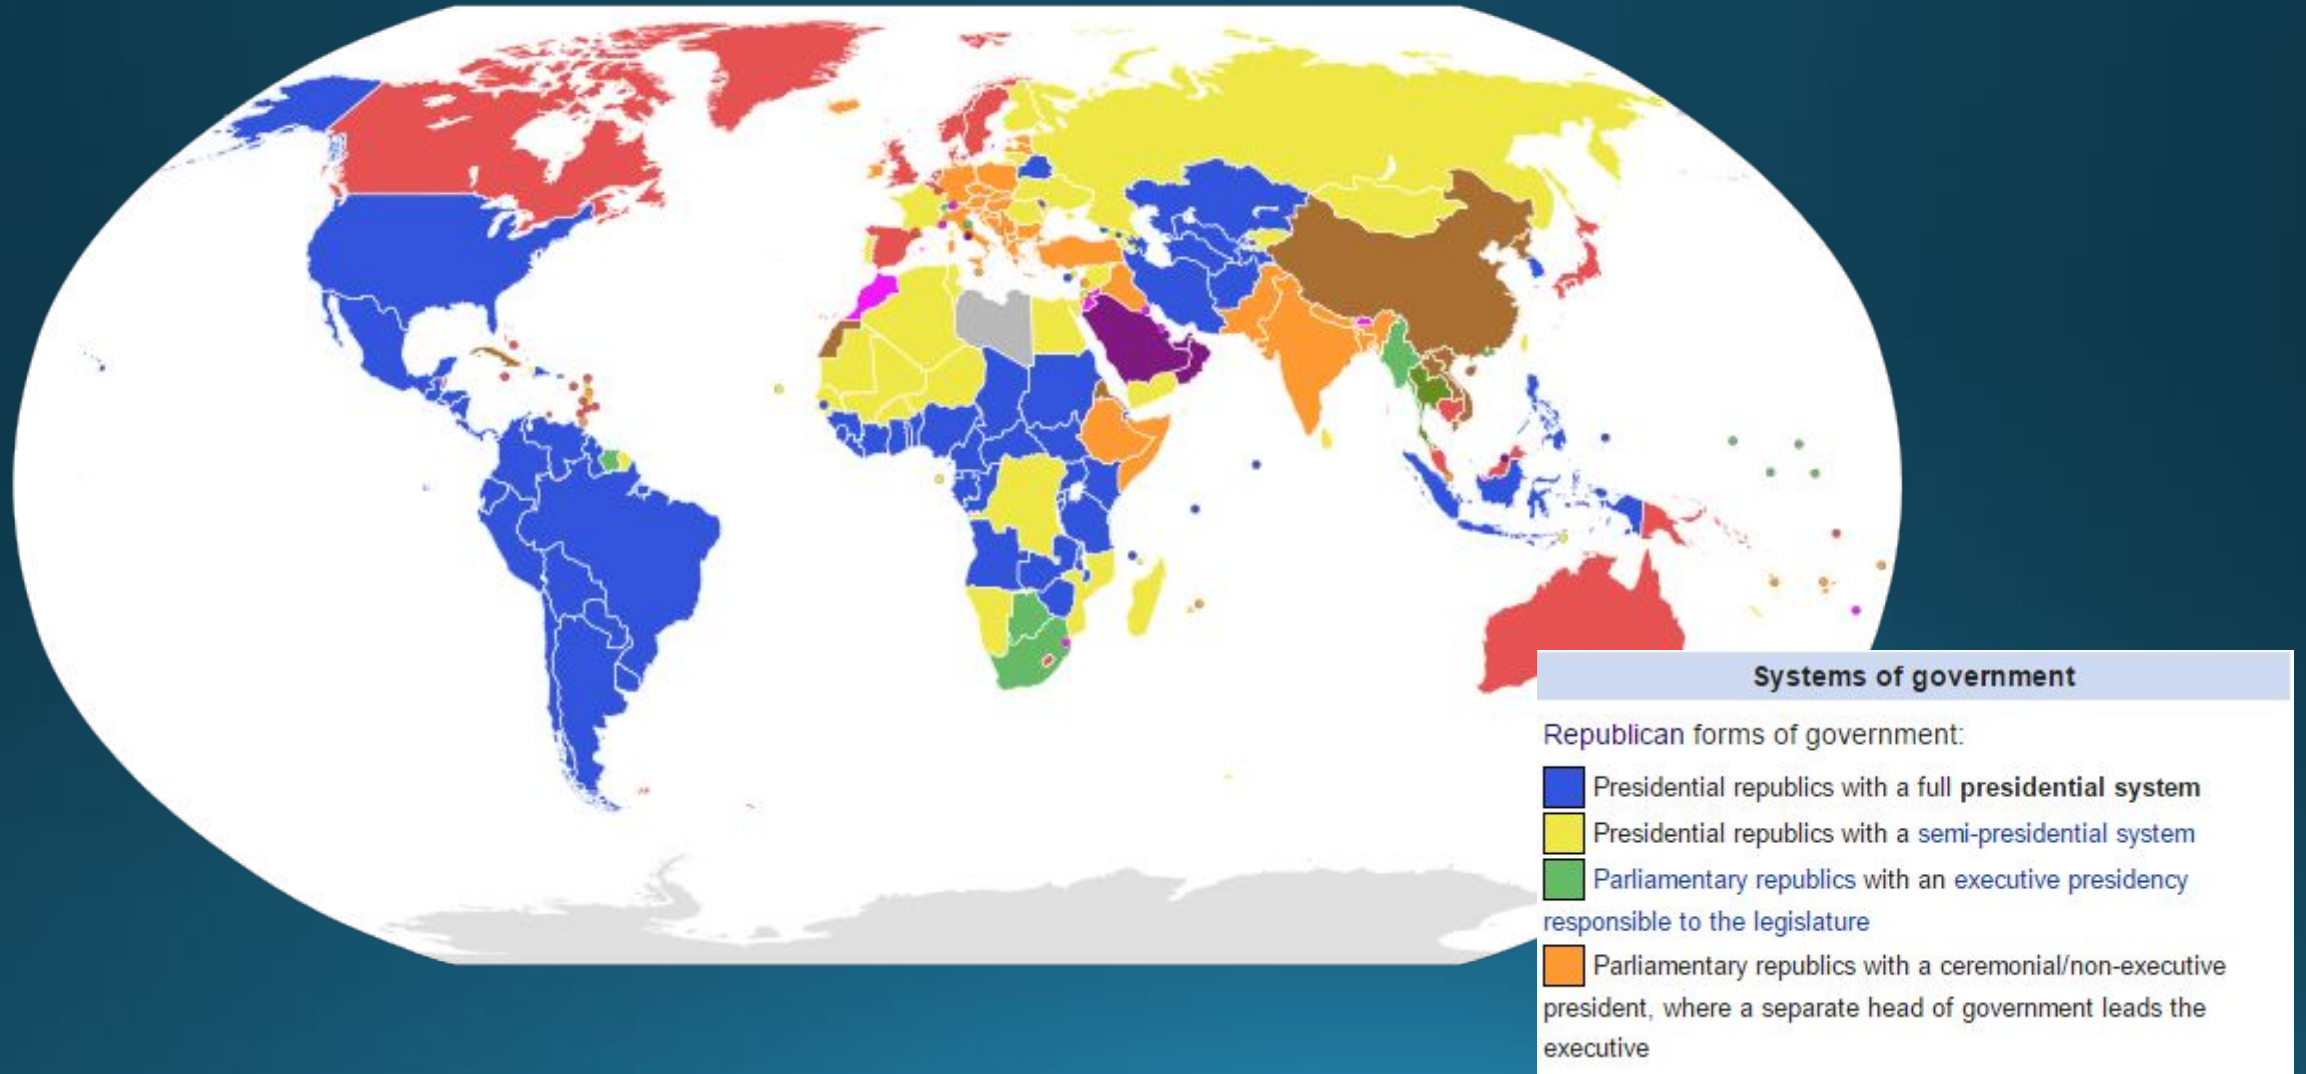 Systems of government
Republican forms of government:
Presidential republics with a full presidential system
Presidential republics with a semi-presidential system
Parliamentary republics with an executive presidency
responsible to the legislature
Parliamentary republics with a ceremonial/non-executive
president, where a separate head of government leads the
executive